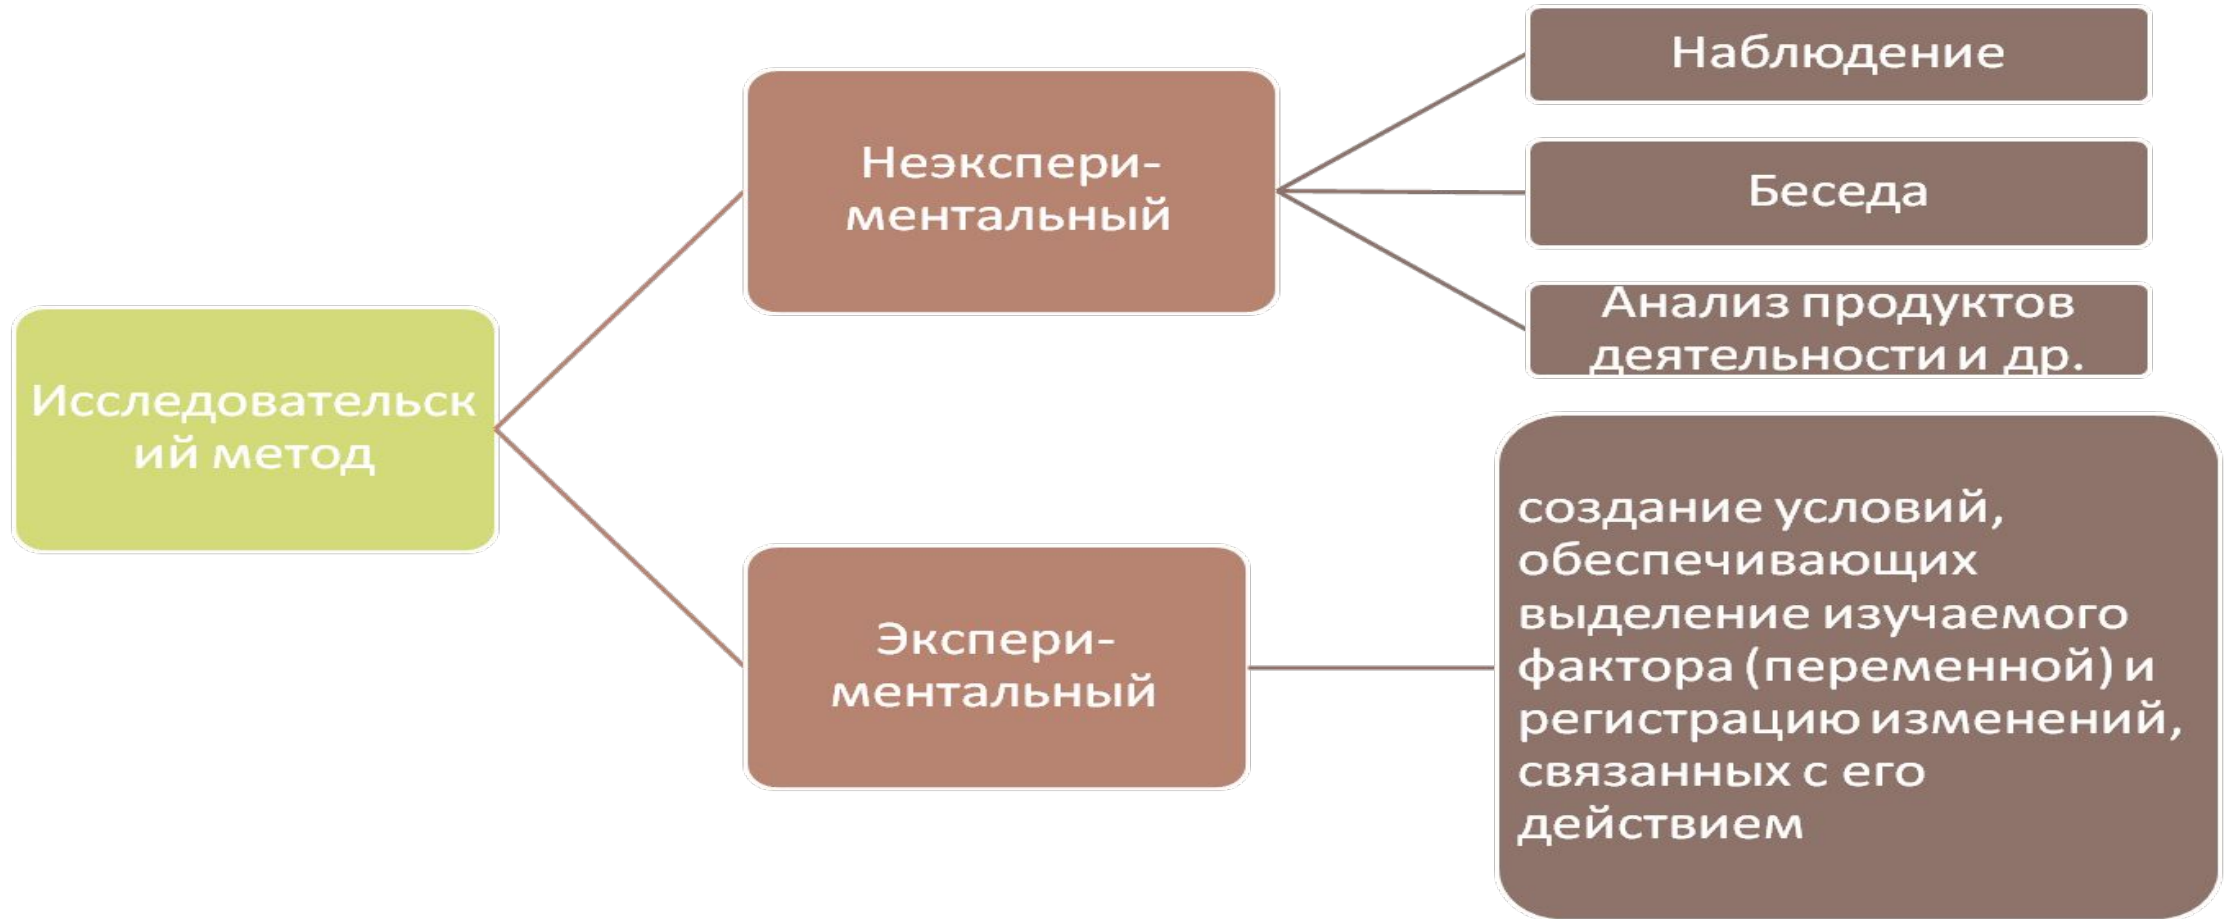 Исследовательск
ий метод
Неэкспери-
ментальный
Наблюдение
Беседа
Анализ продуктов
деятельности и др.
Экспери-
ментальный
создание условий,
обеспечивающих
выделение изучаемого
фактора (переменной) и
регистрацию изменений,
связанных с его
действием